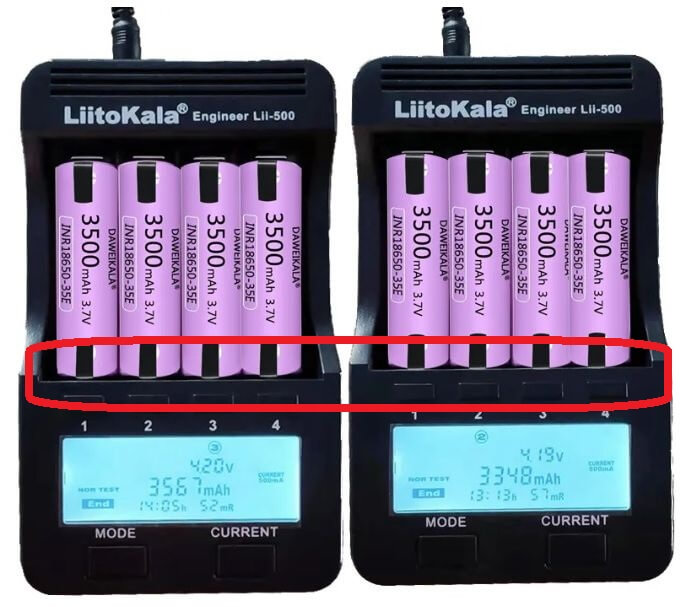 LiitoKala® Engineer Lii-500
DAWEIKALA®
3500mAh 3.7V
INR18650-35E
DAWEIKALA®
3500mAh 3.7V
INR18650-35E
DAWEIKALA®
3500mAh 3.7V
INR18650-35E
DAWEIKALA®
3500mAh 3.7V
INR18650-35E
1 2 3 4
3
4.20v
CURRENT
500mA
NOR TEST
3567mAh
End
14:05h 52mR
MODE CURRENT
LiitoKala® Engineer Lii-500
DAWEIKALA®
3500mAh 3.7V
INR18650-35E
DAWEIKALA®
3500mAh 3.7V
INR18650-35E
DAWEIKALA
3500mAh 3.7V
INR18650-35E
DAWEIKALA®
3500mAh 3.7V
INR18650-35E
1 2 3 4
2
4.19v
CURRENT
500mA
NOR TEST
3348mAh
End
13:13h 57mR
MODE CURRENT